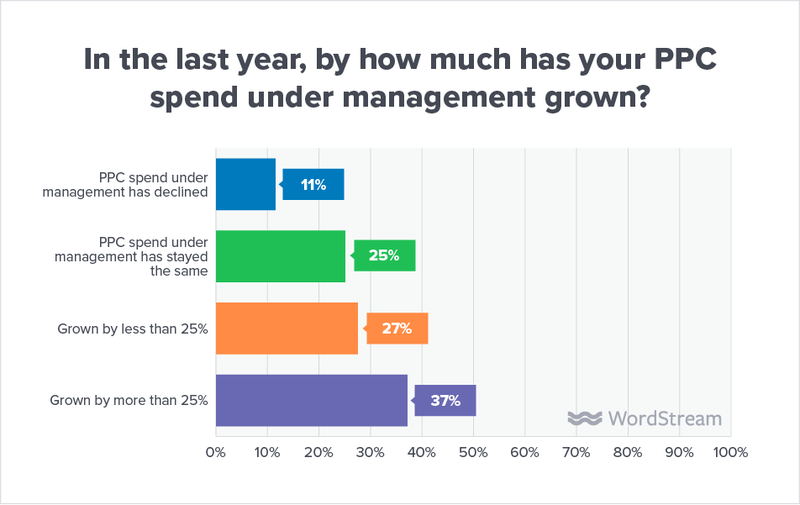 In the last year, by how much has your PPC
spend under management grown?
PPC spend under
management has declined
11%
PPC spend under
management has stayed
the same
25%
Grown by less than 25%
27%
Grown by more than 25%
37%
WordStream
0%
10%
20%
30%
40%
50%
60%
70%
80%
90%
100%